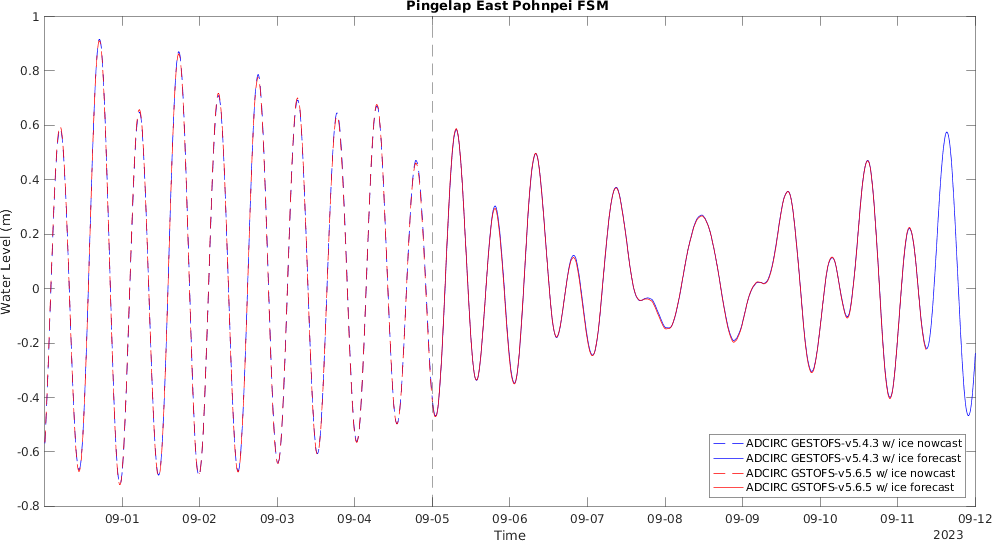 Pingelap East Pohnpei FSM
1
0.8
0.6
0.4
0.2
0
-0.2
-0.4
-0.6
-0.8
Water Level (m)
ADCIRC GESTOFS-v5.4.3 w/ ice nowcast
ADCIRC GESTOFS-v5.4.3 w/ ice forecast
ADCIRC GSTOFS-v5.6.5 w/ ice nowcast
ADCIRC GSTOFS-v5.6.5 w/ ice forecast
09-01 09-02 09-03 09-04 09-05 09-06 09-07 09-08 09-09 09-10 09-11 09-12
Time
2023